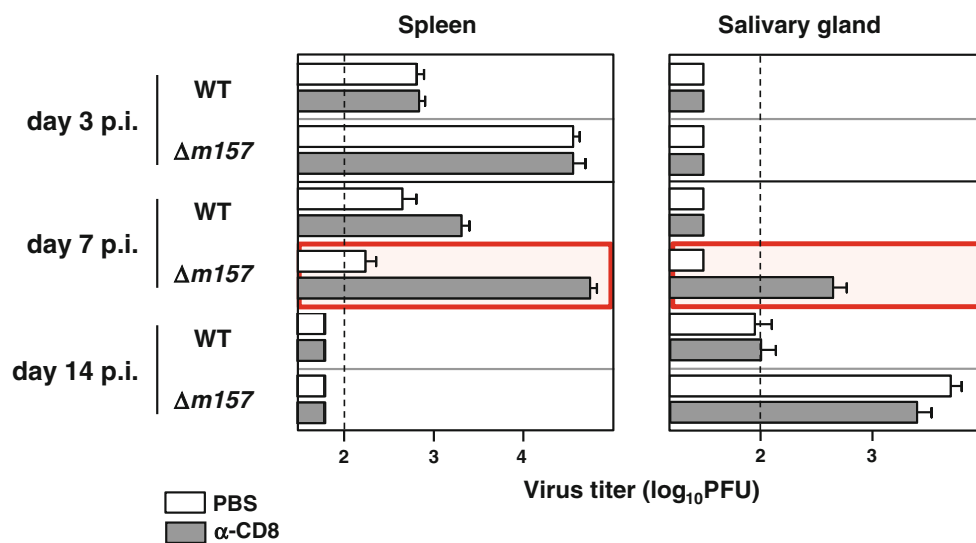 Spleen
Salivary gland
day 3 p.i.
WT
Δm157
day 7 p.i.
WT
Δm157
day 14 p.i.
WT
Δm157
2 3 4
2 3
Virus titer (log₁₀PFU)
PBS
α-CD8